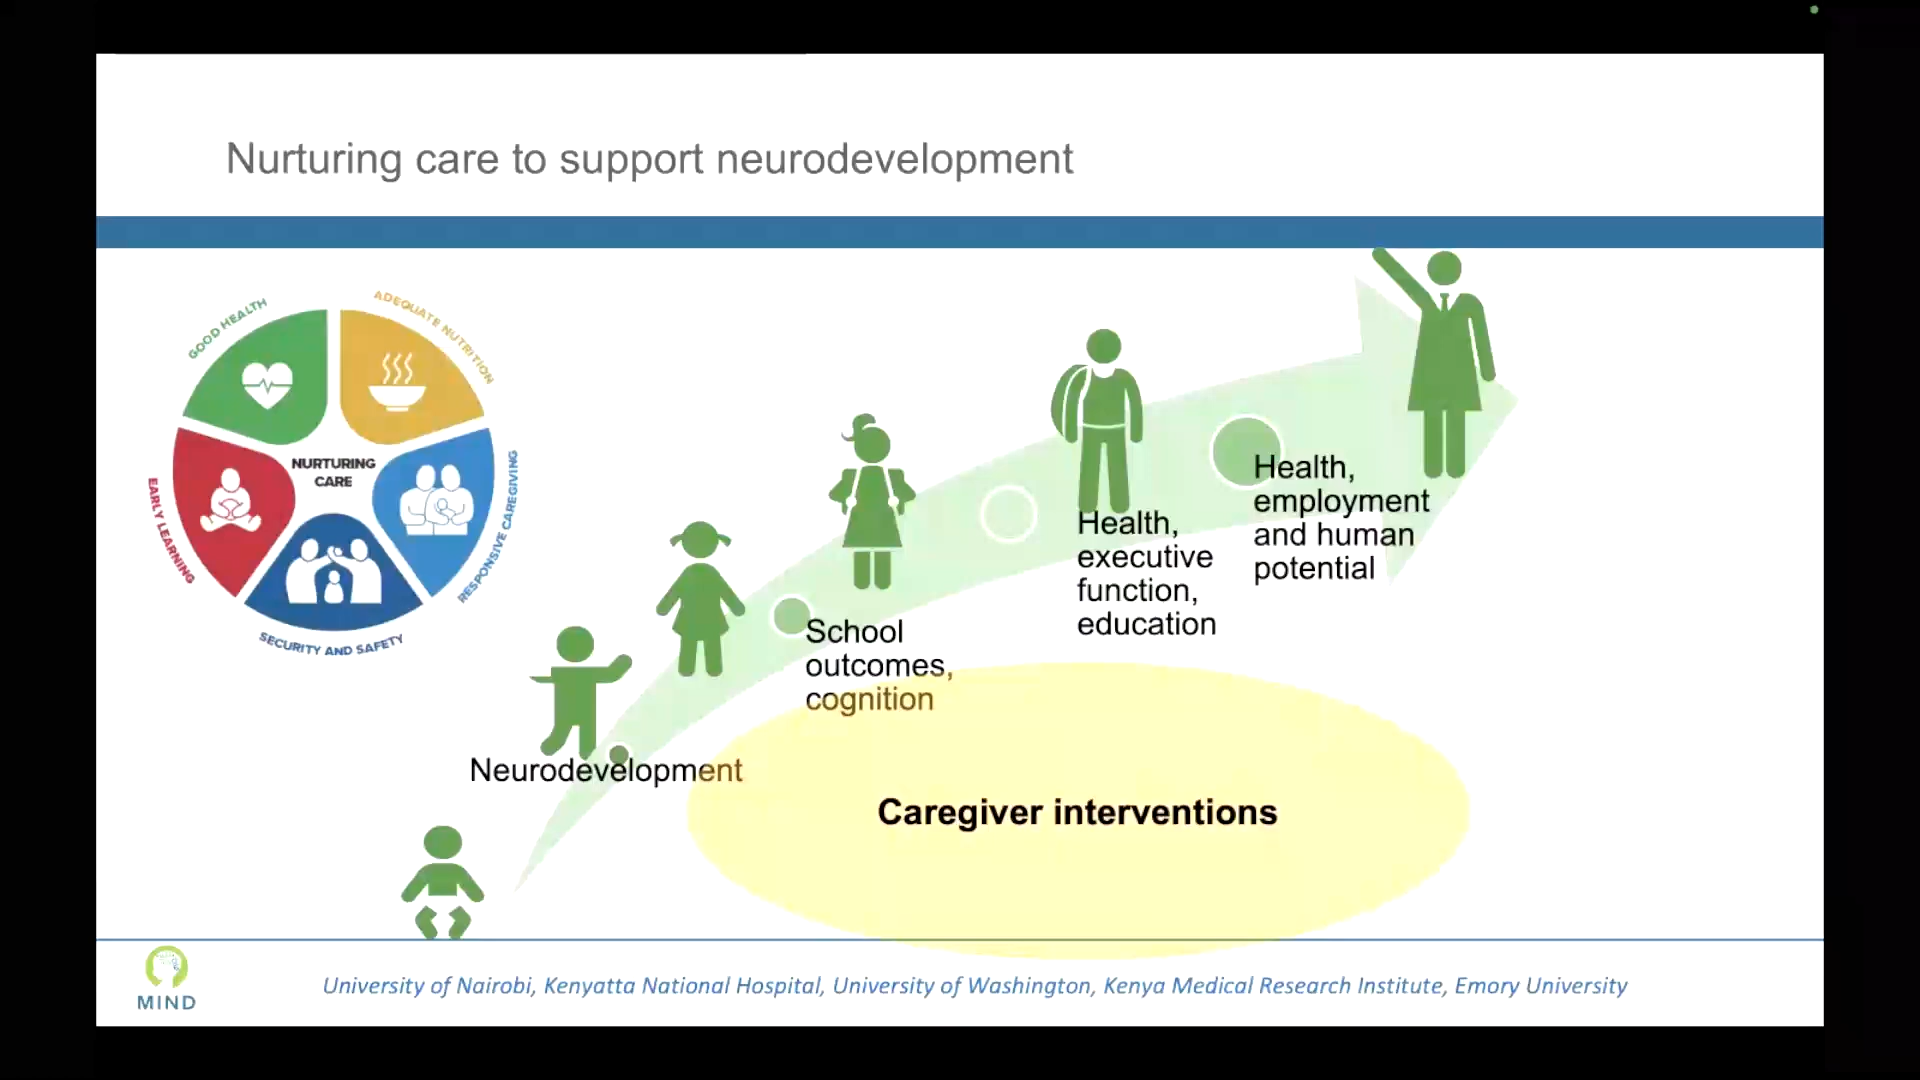 Nurturing care to support neurodevelopment
GOOD HEALTH
ADEQUATE NUTRITION
NURTURING
CARE
EARLY LEARNING
RESPONSIVE CAREGIVING
SECURITY AND SAFETY
Neurodevelopment
School
outcomes,
cognition
Health,
executive
function,
education
Health,
employment
and human
potential
Caregiver interventions
MIND
University of Nairobi, Kenyatta National Hospital, University of Washington, Kenya Medical Research Institute, Emory University